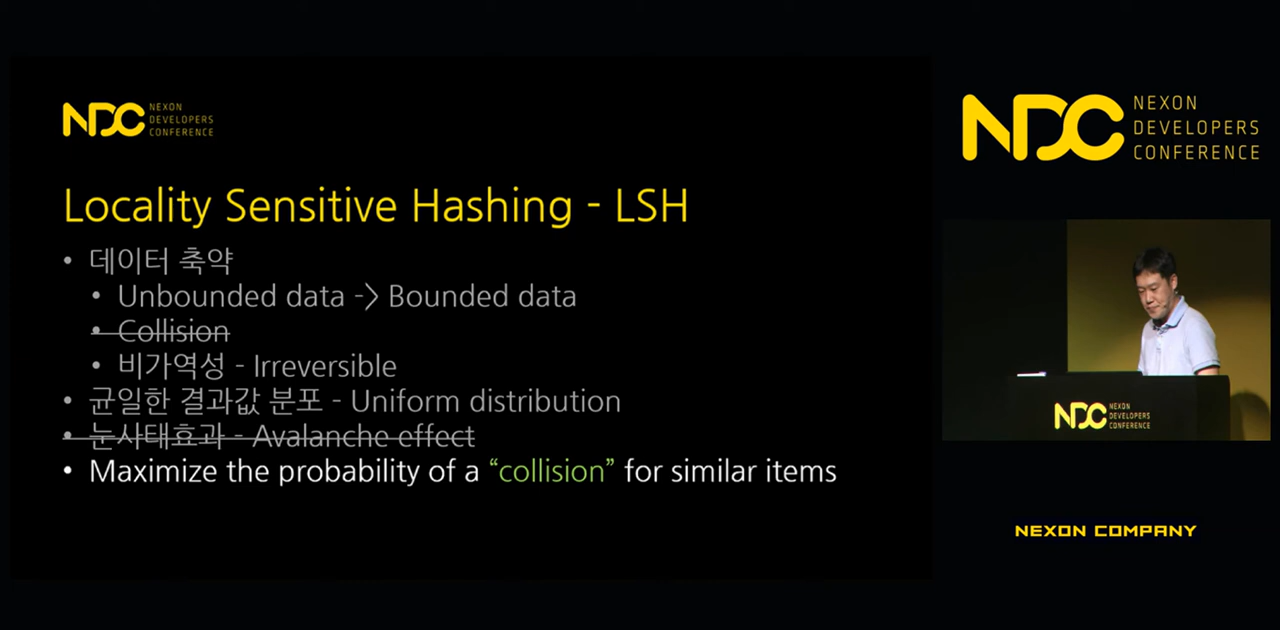 NDC NEXON DEVELOPERS CONFERENCE
Locality Sensitive Hashing - LSH
• 데이터 축약
• Unbounded data -> Bounded data
• Collision
• 비가역성 - Irreversible
• 균일한 결과값 분포 - Uniform distribution
• 눈사태효과 - Avalanche effect
• Maximize the probability of a “collision” for similar items
NDC NEXON DEVELOPERS CONFERENCE
NDC NEXON DEVELOPERS CONFERENCE
NEXON COMPANY